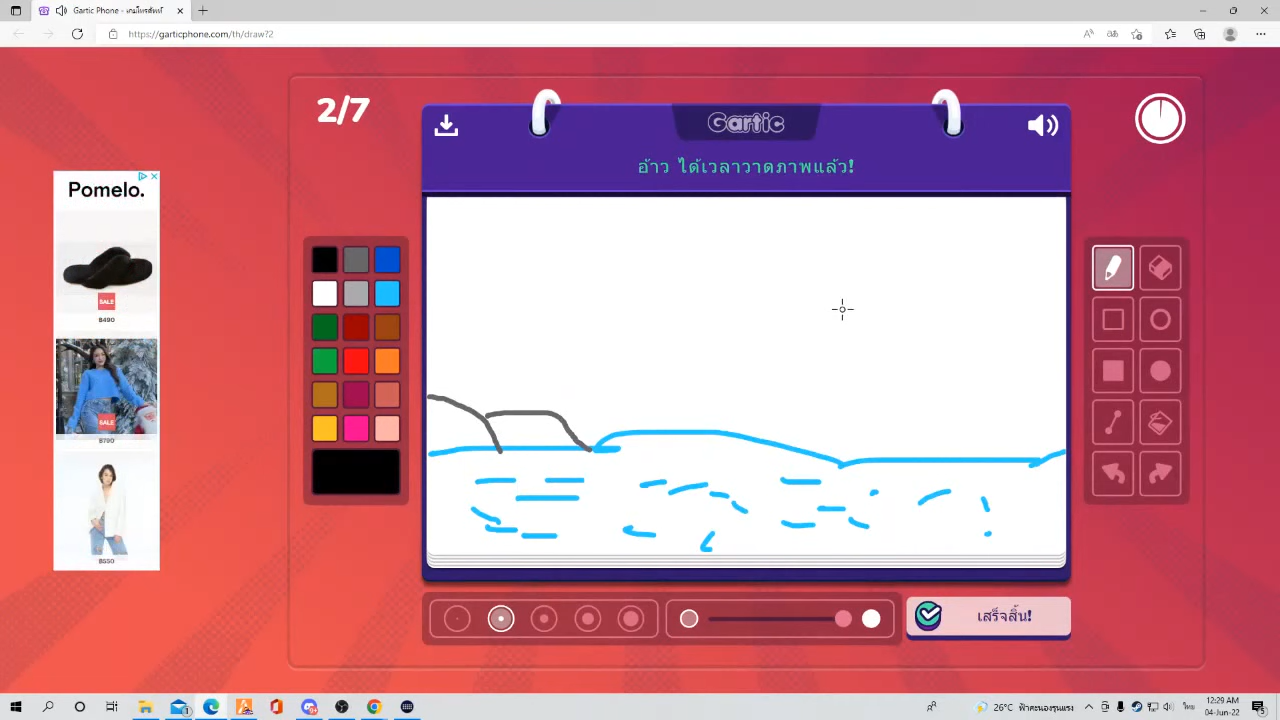 Gartic Phone - เกมโทรศัพท์
https://garticphone.com/th/draw?2
2/7
Gartic
อ้าว ได้เวลาวาดภาพแล้ว!
Pomelo.
SALE
฿490
SALE
฿790
฿550
เสร็จสิ้น!
26°C ฟ้าคะนองรุนแรง
ไทย
12:29 AM
04-Jun-22